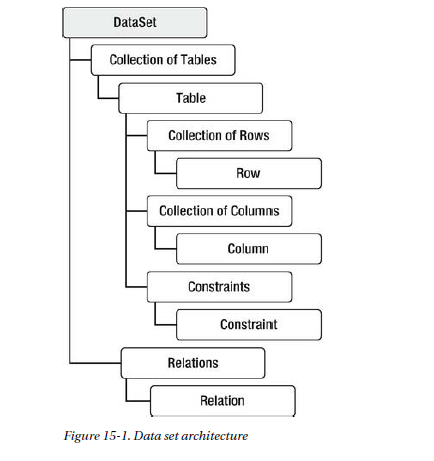 DataSet
Collection of Tables
Table
Collection of Rows
Row
Collection of Columns
Column
Constraints
Constraint
Relations
Relation
Figure 15-1. Data set architecture